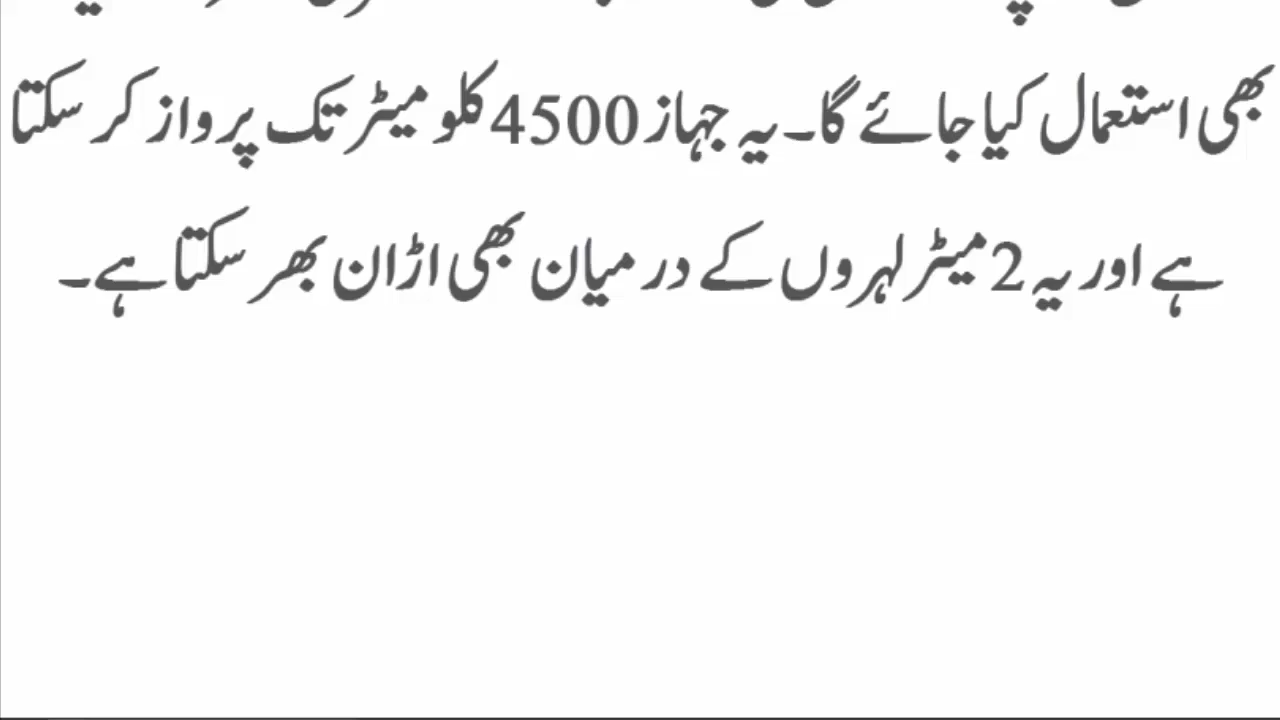 بھی استعمال کیا جائے گا۔ یہ جہاز 4500 کلو میٹر تک پرواز کر سکتا
ہے اور یہ 2 میٹر لہروں کے درمیان بھی اڑان بھر سکتا ہے۔